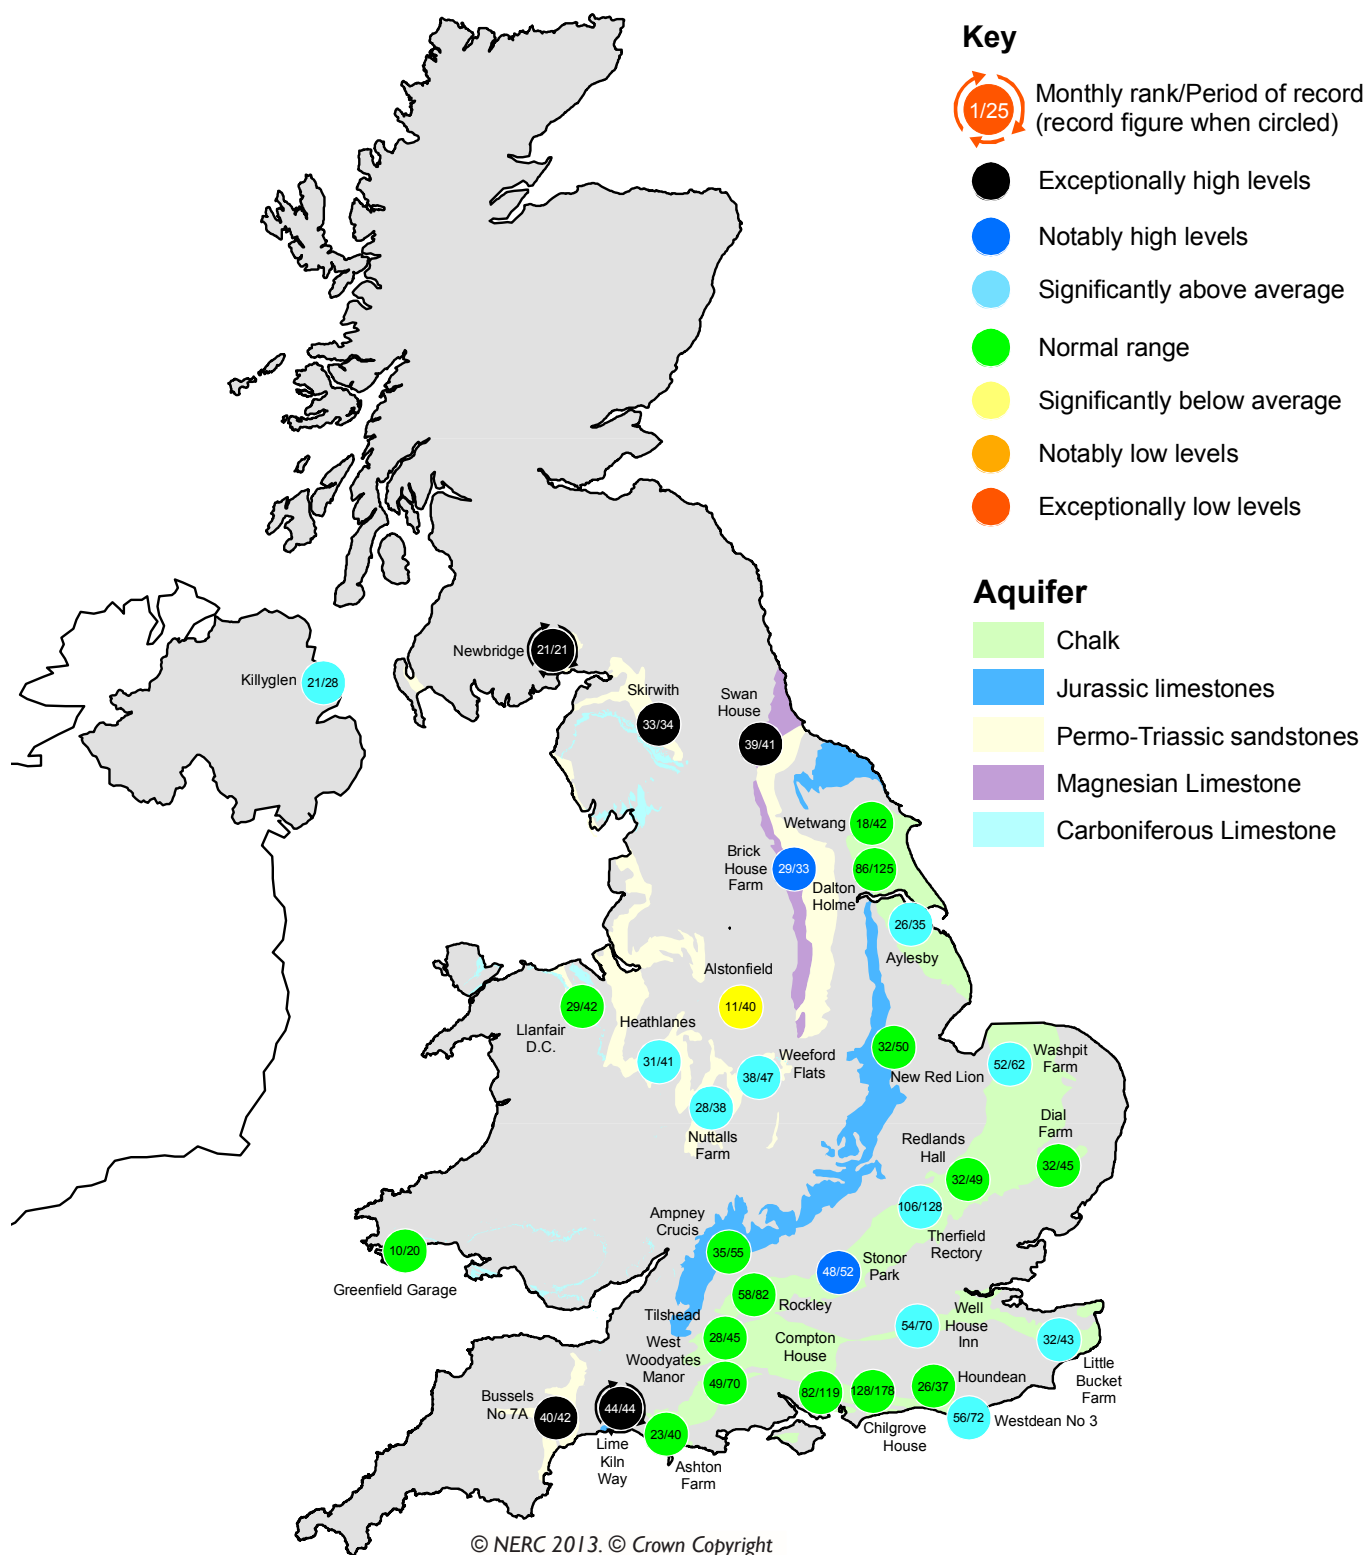 Key
1/25
Monthly rank/Period of record
(record figure when circled)
Exceptionally high levels
Notably high levels
Significantly above average
Normal range
Significantly below average
Notably low levels
Exceptionally low levels
Aquifer
Chalk
Jurassic limestones
Permo-Triassic sandstones
Magnesian Limestone
Carboniferous Limestone
Newbridge
21/21
Killyglen
21/28
Skirwith
33/34
Swan
House
39/41
Wetwang
18/42
Brick
House
Farm
29/33
Dalton
Holme
86/125
26/35
Aylesby
Alstonfield
11/40
29/42
Llanfair
D.C.
Heathlanes
31/41
Weeford
Flats
38/47
28/38
Nuttalls
Farm
32/50
New Red Lion
52/62
Washpit
Farm
Dial
Farm
32/45
Redlands
Hall
32/49
106/128
Therfield
Rectory
Ampney
Crucis
35/55
Stonor
Park
48/52
10/20
Greenfield Garage
58/82
Rockley
Tilshead
28/45
West
Woodyates
Manor
49/70
Compton
House
82/119
128/178
Chilgrove
House
54/70
Well
House
Inn
32/43
Little
Bucket
Farm
26/37
Houndean
56/72
Westdean No 3
Bussels
No 7A
40/42
44/44
Lime
Kiln
Way
23/40
Ashton
Farm
© NERC 2013. © Crown Copyright